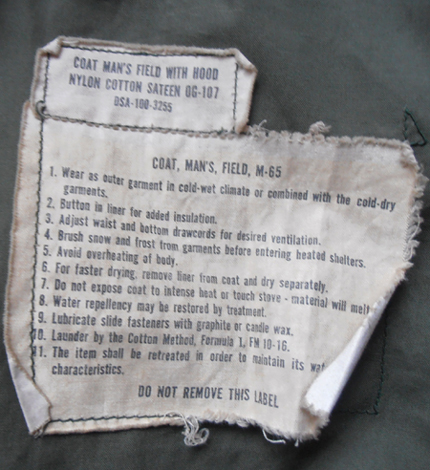 COAT MAN'S FIELD WITH HOOD
NYLON COTTON SATEEN OG-107
DSA-100-3255
COAT, MAN'S, FIELD, M-65
1. Wear as outer garment in cold-wet climate or combined with the cold-dry
garments.
2. Button in liner for added insulation.
3. Adjust waist and bottom drawcords for desired ventilation.
4. Brush snow and frost from garments before entering heated shelters.
5. Avoid overheating of body.
6. For faster drying, remove liner from coat and dry separately.
7. Do not expose coat to intense heat or touch stove - material will melt
8. Water repellency may be restored by treatment.
9. Lubricate slide fasteners with graphite or candle wax.
10. Launder by the Cotton Method, Formula 1, FM 10-16.
11. The item shall be retreated in order to maintain its
characteristics.
DO NOT REMOVE THIS LABEL